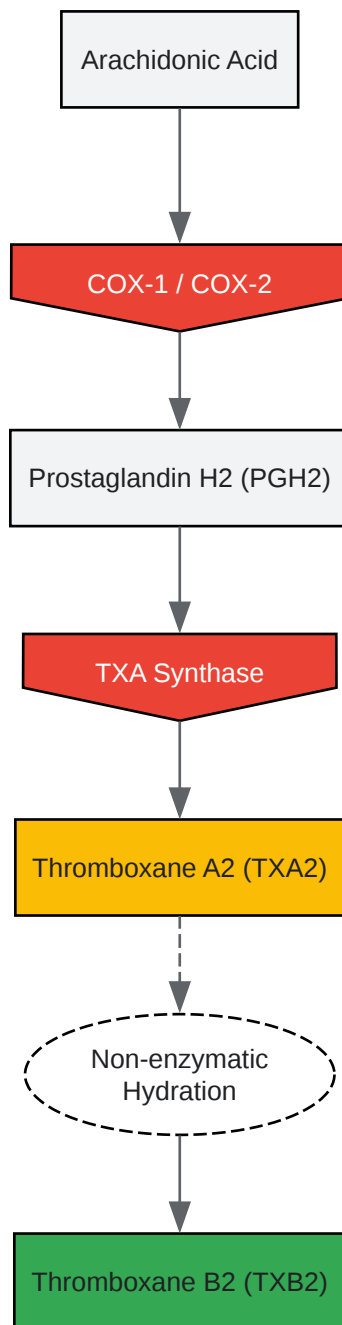 Arachidonic Acid
COX-1 / COX-2
Prostaglandin H2 (PGH2)
TXA Synthase
Thromboxane A2 (TXA2)
Non-enzymatic
Hydration
Thromboxane B2 (TXB2)